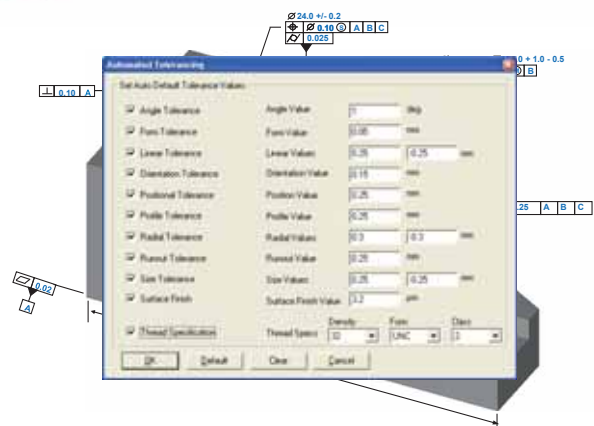 ⌀ 24.0 +/- 0.2
⌖ ⌀ 0.10 Ⓢ A B C
⌭ 0.025
0 + 1.0 - 0.5
B
⊥ 0.10 A
.25 A B C
⏥ 0.02
A
Automated Tolerancing
Set Auto Default Tolerance Values
Angle Tolerance Angle Value 1 deg
Form Tolerance Form Value 0.05 mm
Linear Tolerance Linear Values 0.25 -0.25 mm
Orientation Tolerance Orientation Value 0.15 mm
Positional Tolerance Position Value 0.25 mm
Profile Tolerance Profile Value 0.25 mm
Radial Tolerance Radial Values 0.3 -0.3 mm
Runout Tolerance Runout Value 0.25 mm
Size Tolerance Size Values 0.25 -0.25 mm
Surface Finish Surface Finish Value 3.2 µm
Density Form Class
Thread Specification Thread Specs 32 UNC 3
OK Default Clear Cancel